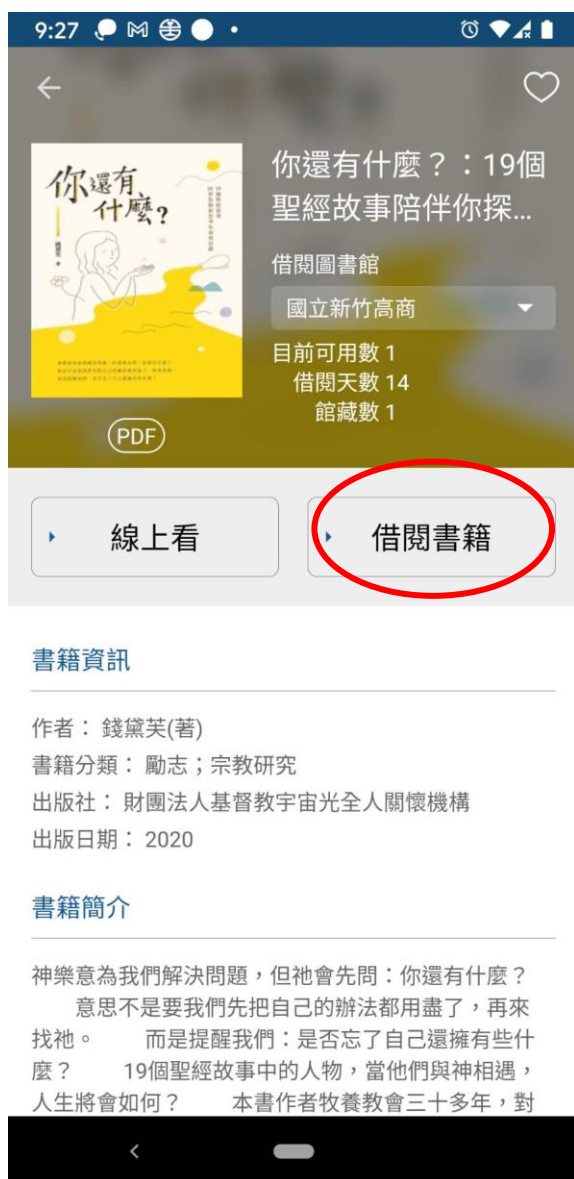 9:27
你還有什麼？：19個
聖經故事陪伴你探...
你還有
什麼?
借閱圖書館
國立新竹高商
目前可用數 1
借閱天數 14
館藏數 1
PDF
線上看
借閱書籍
書籍資訊
作者： 錢黛芙(著)
書籍分類： 勵志；宗教研究
出版社： 財團法人基督教宇宙光全人關懷機構
出版日期： 2020
書籍簡介
神樂意為我們解決問題，但祂會先問：你還有什麼？
意思不是要我們先把自己的辦法都用盡了，再來
找祂。　　而是提醒我們：是否忘了自己還擁有些什
麼？　　19個聖經故事中的人物，當他們與神相遇，
人生將會如何？　　本書作者牧養教會三十多年，對